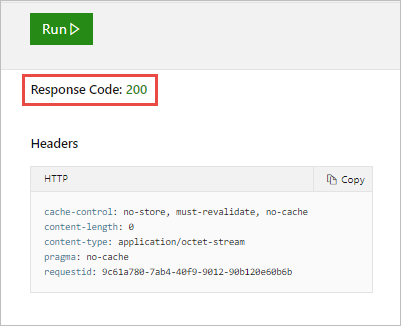 Run
Response Code: 200
Headers
HTTP
Copy
cache-control: no-store, must-revalidate, no-cache
content-length: 0
content-type: application/octet-stream
pragma: no-cache
requestid: 9c61a780-7ab4-40f9-9012-90b120e60b6b